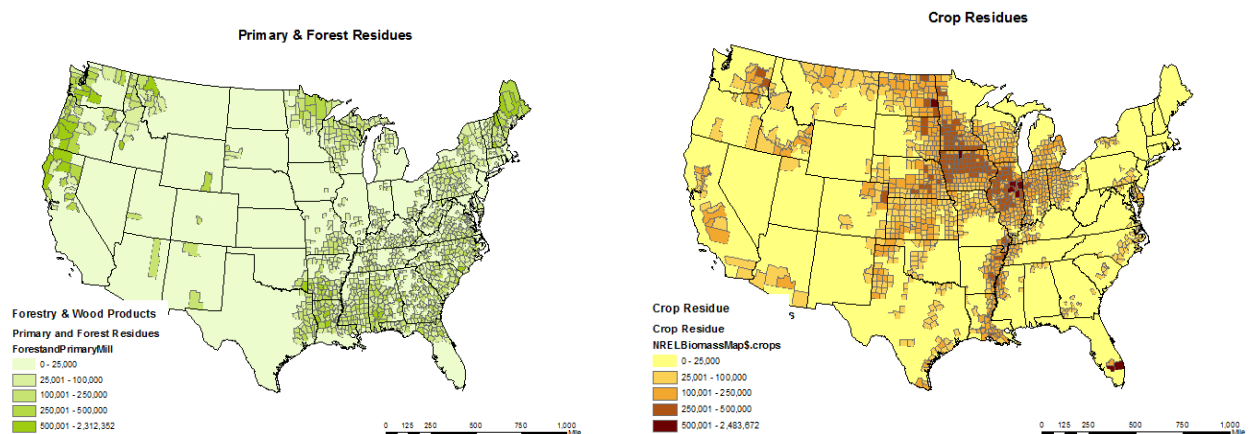 Primary & Forest Residues
Forestry & Wood Products
Primary and Forest Residues
ForestandPrimaryMill
0 - 25,000
25,001 - 100,000
100,001 - 250,000
250,001 - 500,000
500,001 - 2,312,352
0 125 250 500 750 1,000
Mile
Crop Residues
s
Crop Residue
Crop Residue
NRELBiomassMap$.crops
0 - 25,000
25,001 - 100,000
100,001 - 250,000
250,001 - 500,000
500,001 - 2,483,672
0 125 250 500 750 1,000
Mile